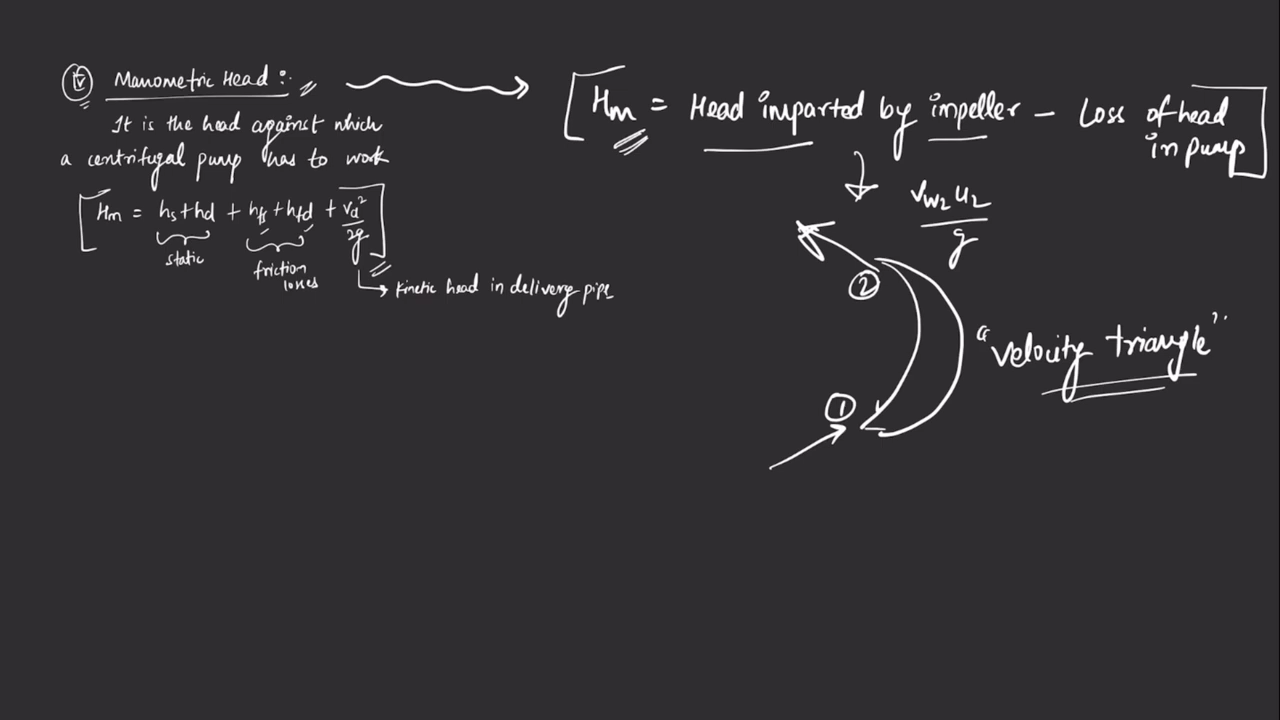 iv Manometric Head :-
It is the head against which
a centrifugal pump has to work
Hm = hs + hd + hfs + hfd + Vd²/2g
static
friction
losses
Kinetic head in delivery pipe
Hm = Head imparted by impeller - Loss of head
in pump
Vw2 U2/g
2
1
"velocity triangle"